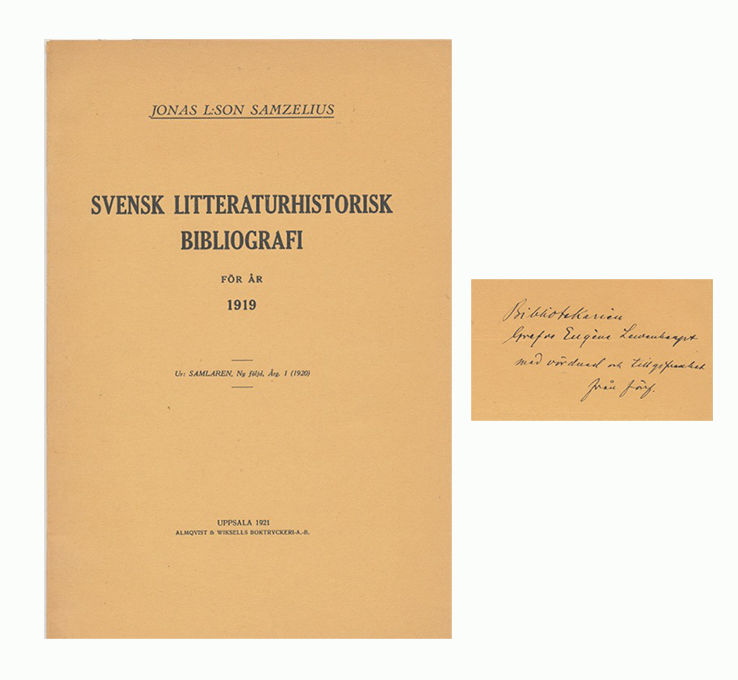 JONAS L:SON SAMZELIUS
SVENSK LITTERATURHISTORISK
BIBLIOGRAFI
FÖR ÅR
1919
Ur: SAMLAREN, Ny följd, Årg. 1 (1920)
UPPSALA 1921
ALMQVIST & WIKSELLS BOKTRYCKERI-A.-B.
Bibliotekarien
Grefve Eugène Lewenhaupt
med vördnad och tillgifvenhet
från förf.